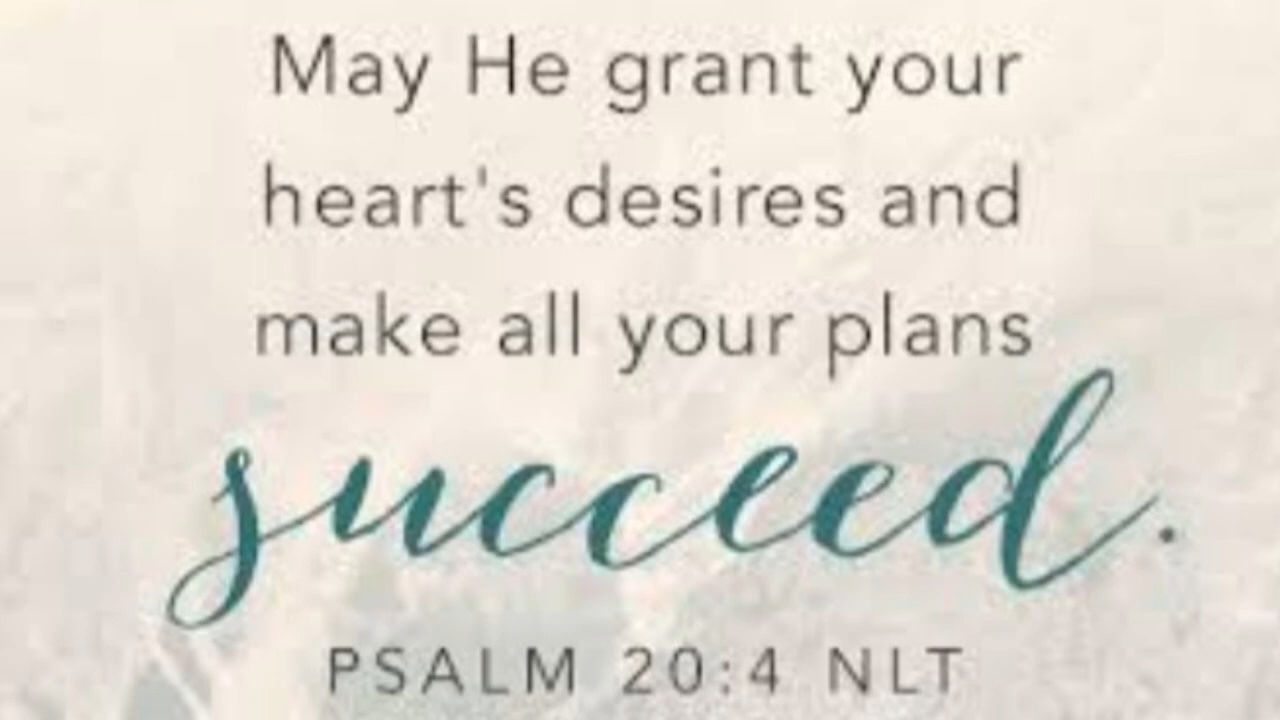 May He grant your
heart's desires and
make all your plans
succeed.
PSALM 20:4 NLT